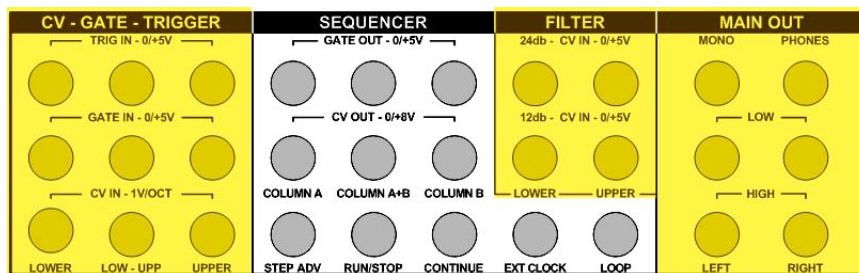 CV - GATE - TRIGGER
TRIG IN - 0/+5V
GATE IN - 0/+5V
CV IN - 1V/OCT
LOWER LOW - UPP UPPER
SEQUENCER
GATE OUT - 0/+5V
CV OUT - 0/+8V
COLUMN A COLUMN A+B COLUMN B
STEP ADV RUN/STOP CONTINUE EXT CLOCK LOOP
FILTER
24db - CV IN - 0/+5V
12db - CV IN - 0/+5V
LOWER UPPER
MAIN OUT
MONO PHONES
LOW
HIGH
LEFT RIGHT